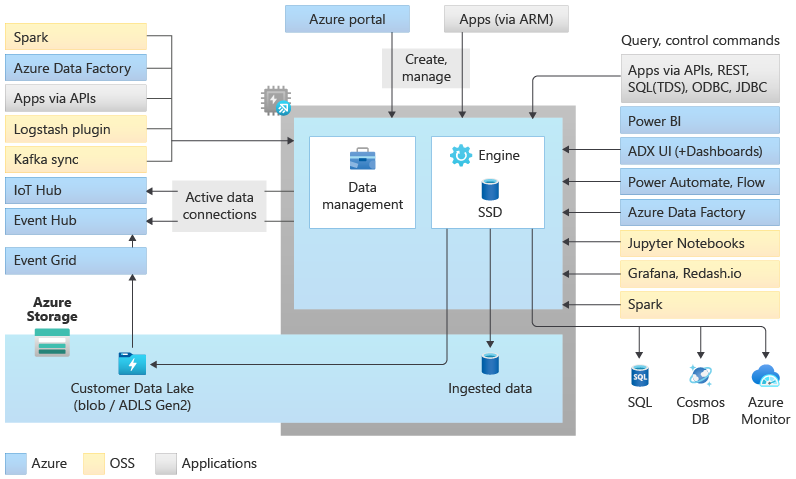 Azure portal
Apps (via ARM)
Create,
manage
Query, control commands
Spark
Azure Data Factory
Apps via APIs
Logstash plugin
Kafka sync
IoT Hub
Event Hub
Event Grid
Active data
connections
Data
management
Engine
SSD
Apps via APIs, REST,
SQL(TDS), ODBC, JDBC
Power BI
ADX UI (+Dashboards)
Power Automate, Flow
Azure Data Factory
Jupyter Notebooks
Grafana, Redash.io
Spark
Azure
Storage
Customer Data Lake
(blob / ADLS Gen2)
Ingested data
SQL
SQL
Cosmos
DB
Azure
Monitor
Azure
OSS
Applications